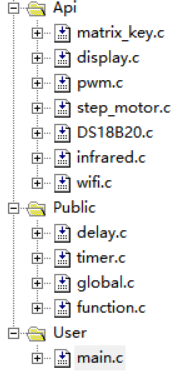 Api
matrix_key.c
display.c
pwm.c
step_motor.c
DS18B20.c
infrared.c
wifi.c
Public
delay.c
timer.c
global.c
function.c
User
main.c